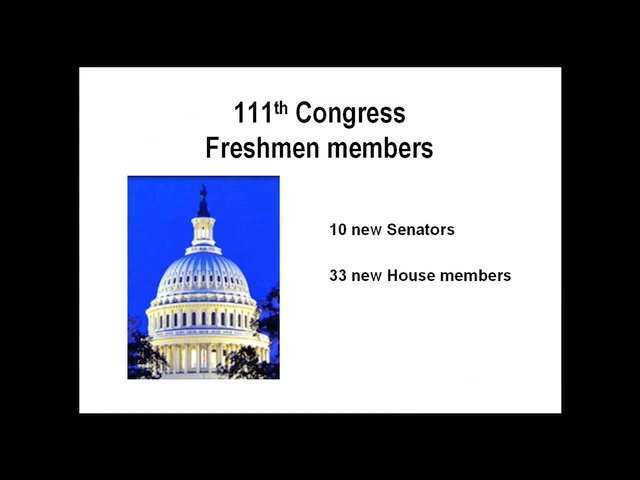 111th Congress
Freshmen members
10 new Senators
33 new House members